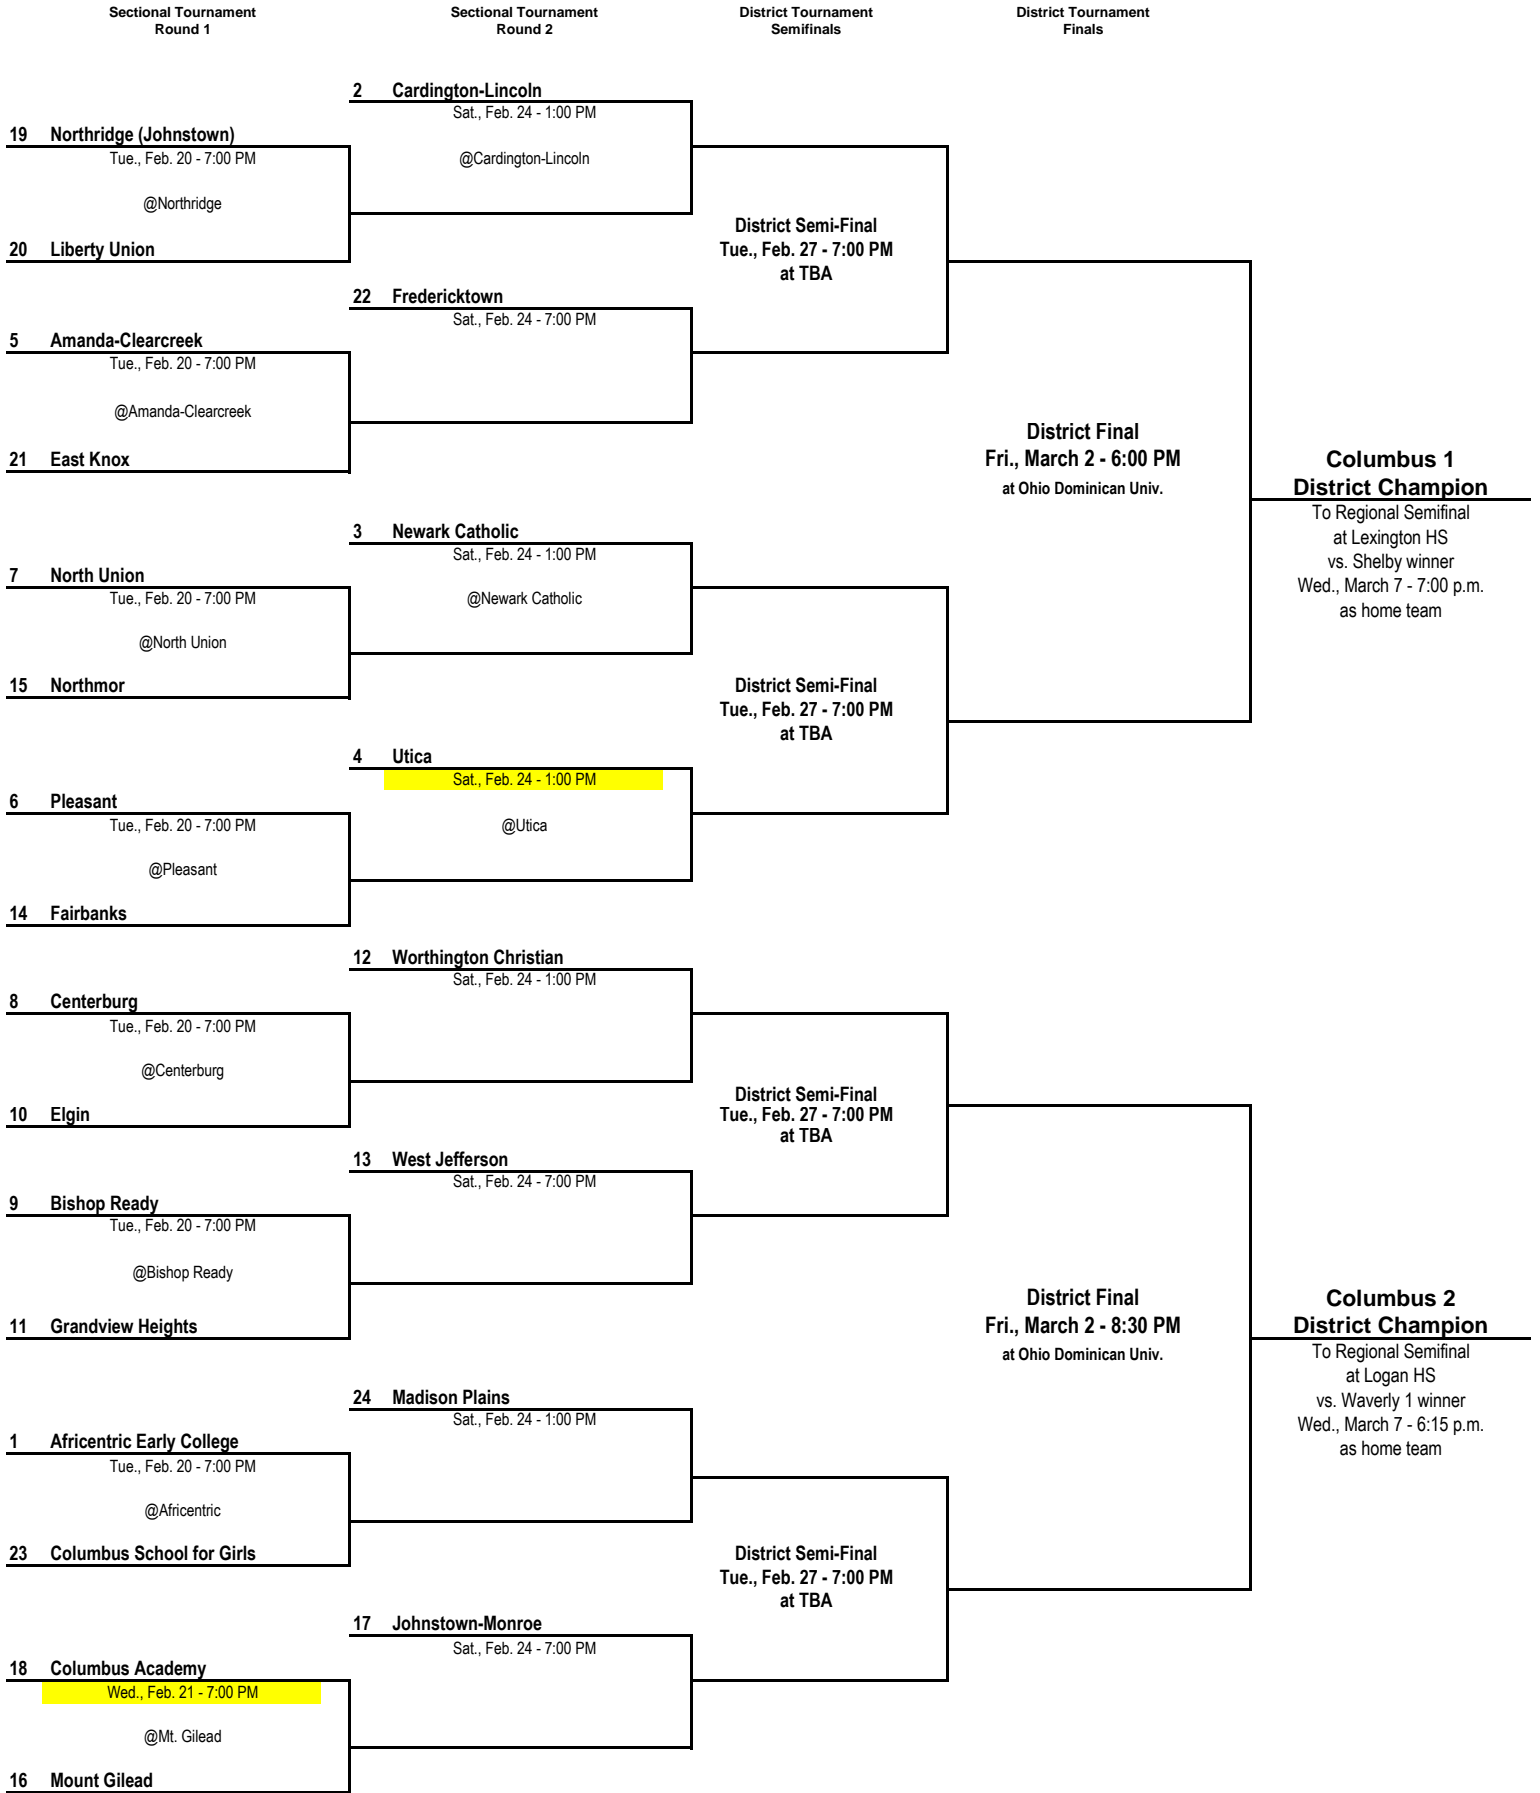 Sectional Tournament
Round 1
Sectional Tournament
Round 2
District Tournament
Semifinals
District Tournament
Finals
2 Cardington-Lincoln
Sat., Feb. 24 - 1:00 PM
@Cardington-Lincoln
19 Northridge (Johnstown)
Tue., Feb. 20 - 7:00 PM
@Northridge
20 Liberty Union
District Semi-Final
Tue., Feb. 27 - 7:00 PM
at TBA
22 Fredericktown
Sat., Feb. 24 - 7:00 PM
5 Amanda-Clearcreek
Tue., Feb. 20 - 7:00 PM
@Amanda-Clearcreek
21 East Knox
District Final
Fri., March 2 - 6:00 PM
at Ohio Dominican Univ.
Columbus 1
District Champion
To Regional Semifinal
at Lexington HS
vs. Shelby winner
Wed., March 7 - 7:00 p.m.
as home team
3 Newark Catholic
Sat., Feb. 24 - 1:00 PM
@Newark Catholic
7 North Union
Tue., Feb. 20 - 7:00 PM
@North Union
15 Northmor
District Semi-Final
Tue., Feb. 27 - 7:00 PM
at TBA
4 Utica
Sat., Feb. 24 - 1:00 PM
@Utica
6 Pleasant
Tue., Feb. 20 - 7:00 PM
@Pleasant
14 Fairbanks
12 Worthington Christian
Sat., Feb. 24 - 1:00 PM
8 Centerburg
Tue., Feb. 20 - 7:00 PM
@Centerburg
10 Elgin
District Semi-Final
Tue., Feb. 27 - 7:00 PM
at TBA
13 West Jefferson
Sat., Feb. 24 - 7:00 PM
9 Bishop Ready
Tue., Feb. 20 - 7:00 PM
@Bishop Ready
11 Grandview Heights
District Final
Fri., March 2 - 8:30 PM
at Ohio Dominican Univ.
Columbus 2
District Champion
To Regional Semifinal
at Logan HS
vs. Waverly 1 winner
Wed., March 7 - 6:15 p.m.
as home team
24 Madison Plains
Sat., Feb. 24 - 1:00 PM
1 Africentric Early College
Tue., Feb. 20 - 7:00 PM
@Africentric
23 Columbus School for Girls
District Semi-Final
Tue., Feb. 27 - 7:00 PM
at TBA
17 Johnstown-Monroe
Sat., Feb. 24 - 7:00 PM
18 Columbus Academy
Wed., Feb. 21 - 7:00 PM
@Mt. Gilead
16 Mount Gilead